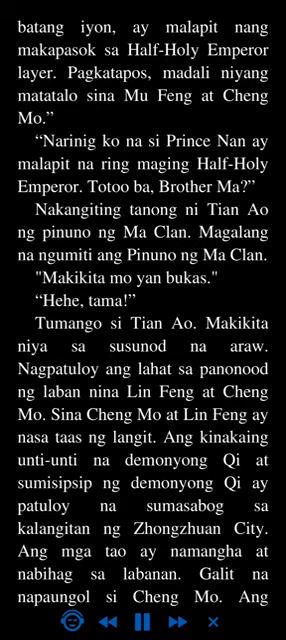 batang iyon, ay malapit nang
makapasok sa Half-Holy Emperor
layer. Pagkatapos, madali niyang
matatalo sina Mu Feng at Cheng
Mo.”
“Narinig ko na si Prince Nan ay
malapit na ring maging Half-Holy
Emperor. Totoo ba, Brother Ma?”
Nakangiting tanong ni Tian Ao
ng pinuno ng Ma Clan. Magalang
na ngumiti ang Pinuno ng Ma Clan.
"Makikita mo yan bukas."
“Hehe, tama!”
Tumango si Tian Ao. Makikita
niya sa susunod na araw.
Nagpatuloy ang lahat sa panonood
ng laban nina Lin Feng at Cheng
Mo. Sina Cheng Mo at Lin Feng ay
nasa taas ng langit. Ang kinakaing
unti-unti na demonyong Qi at
sumisipsip ng demonyong Qi ay
patuloy na sumasabog sa
kalangitan ng Zhongzhuan City.
Ang mga tao ay namangha at
nabihag sa labanan. Galit na
napaungol si Cheng Mo. Ang